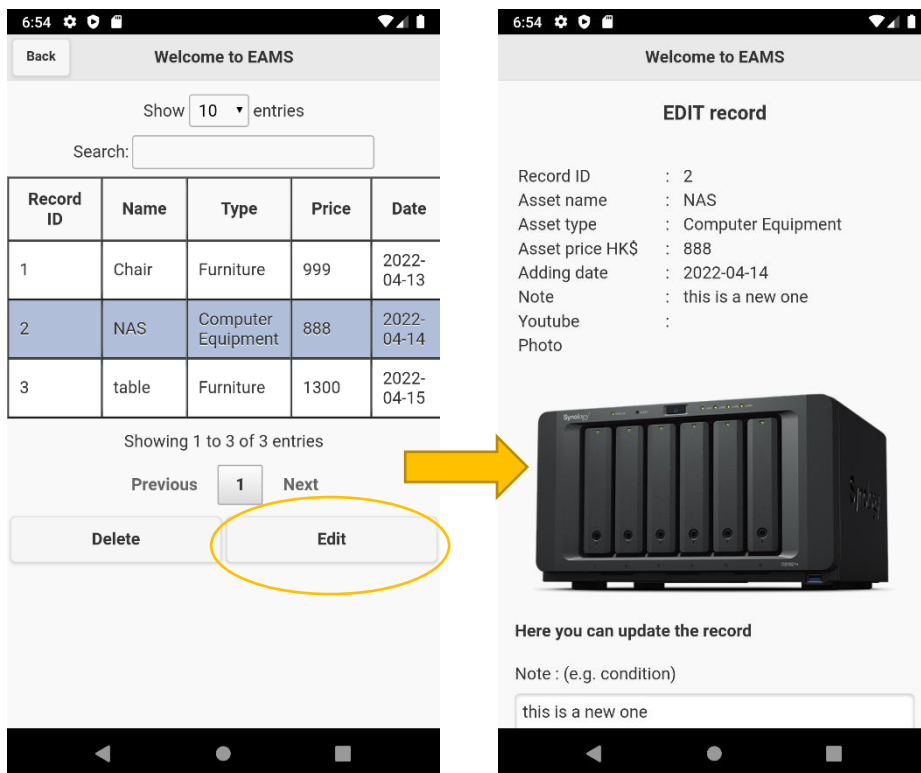 6:54
Back
Welcome to EAMS
Show 10 entries
Search:
Record ID Name Type Price Date
1 Chair Furniture 999 2022-04-13
2 NAS Computer Equipment 888 2022-04-14
3 table Furniture 1300 2022-04-15
Showing 1 to 3 of 3 entries
Previous 1 Next
Delete Edit
6:54
Welcome to EAMS
EDIT record
Record ID : 2
Asset name : NAS
Asset type : Computer Equipment
Asset price HK$ : 888
Adding date : 2022-04-14
Note : this is a new one
Youtube :
Photo
Synology
Synology
Here you can update the record
Note : (e.g. condition)
this is a new one